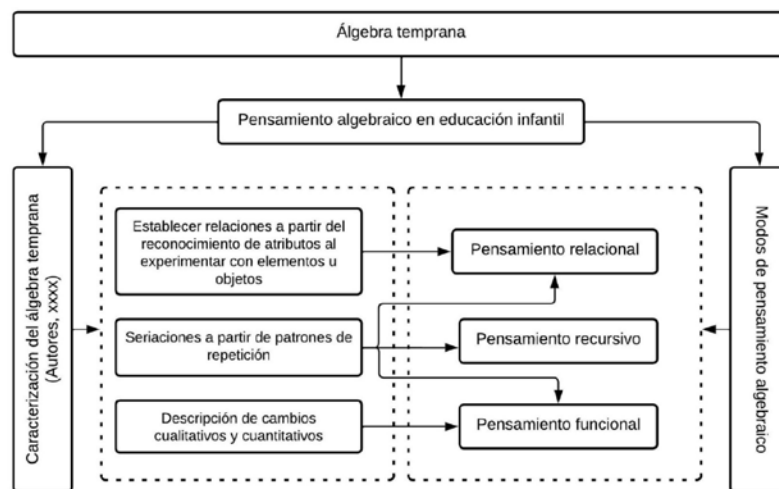 Álgebra temprana
Pensamiento algebraico en educación infantil
Caracterización del álgebra temprana
(Autores, xxxx)
Establecer relaciones a partir del
reconocimiento de atributos al
experimentar con elementos u
objetos
Pensamiento relacional
Seriaciones a partir de patrones de
repetición
Pensamiento recursivo
Descripción de cambios
cualitativos y cuantitativos
Pensamiento funcional
Modos de pensamiento algebraico